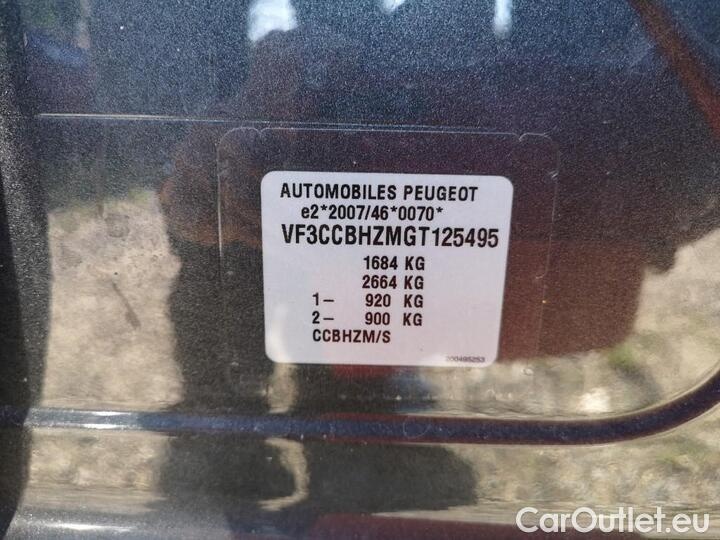 AUTOMOBILES PEUGEOT
e2*2007/46*0070*
VF3CCBHZMGT125495
1684 KG
2664 KG
1- 920 KG
2- 900 KG
CCBHZM/S
200495253
CarOutlet.eu